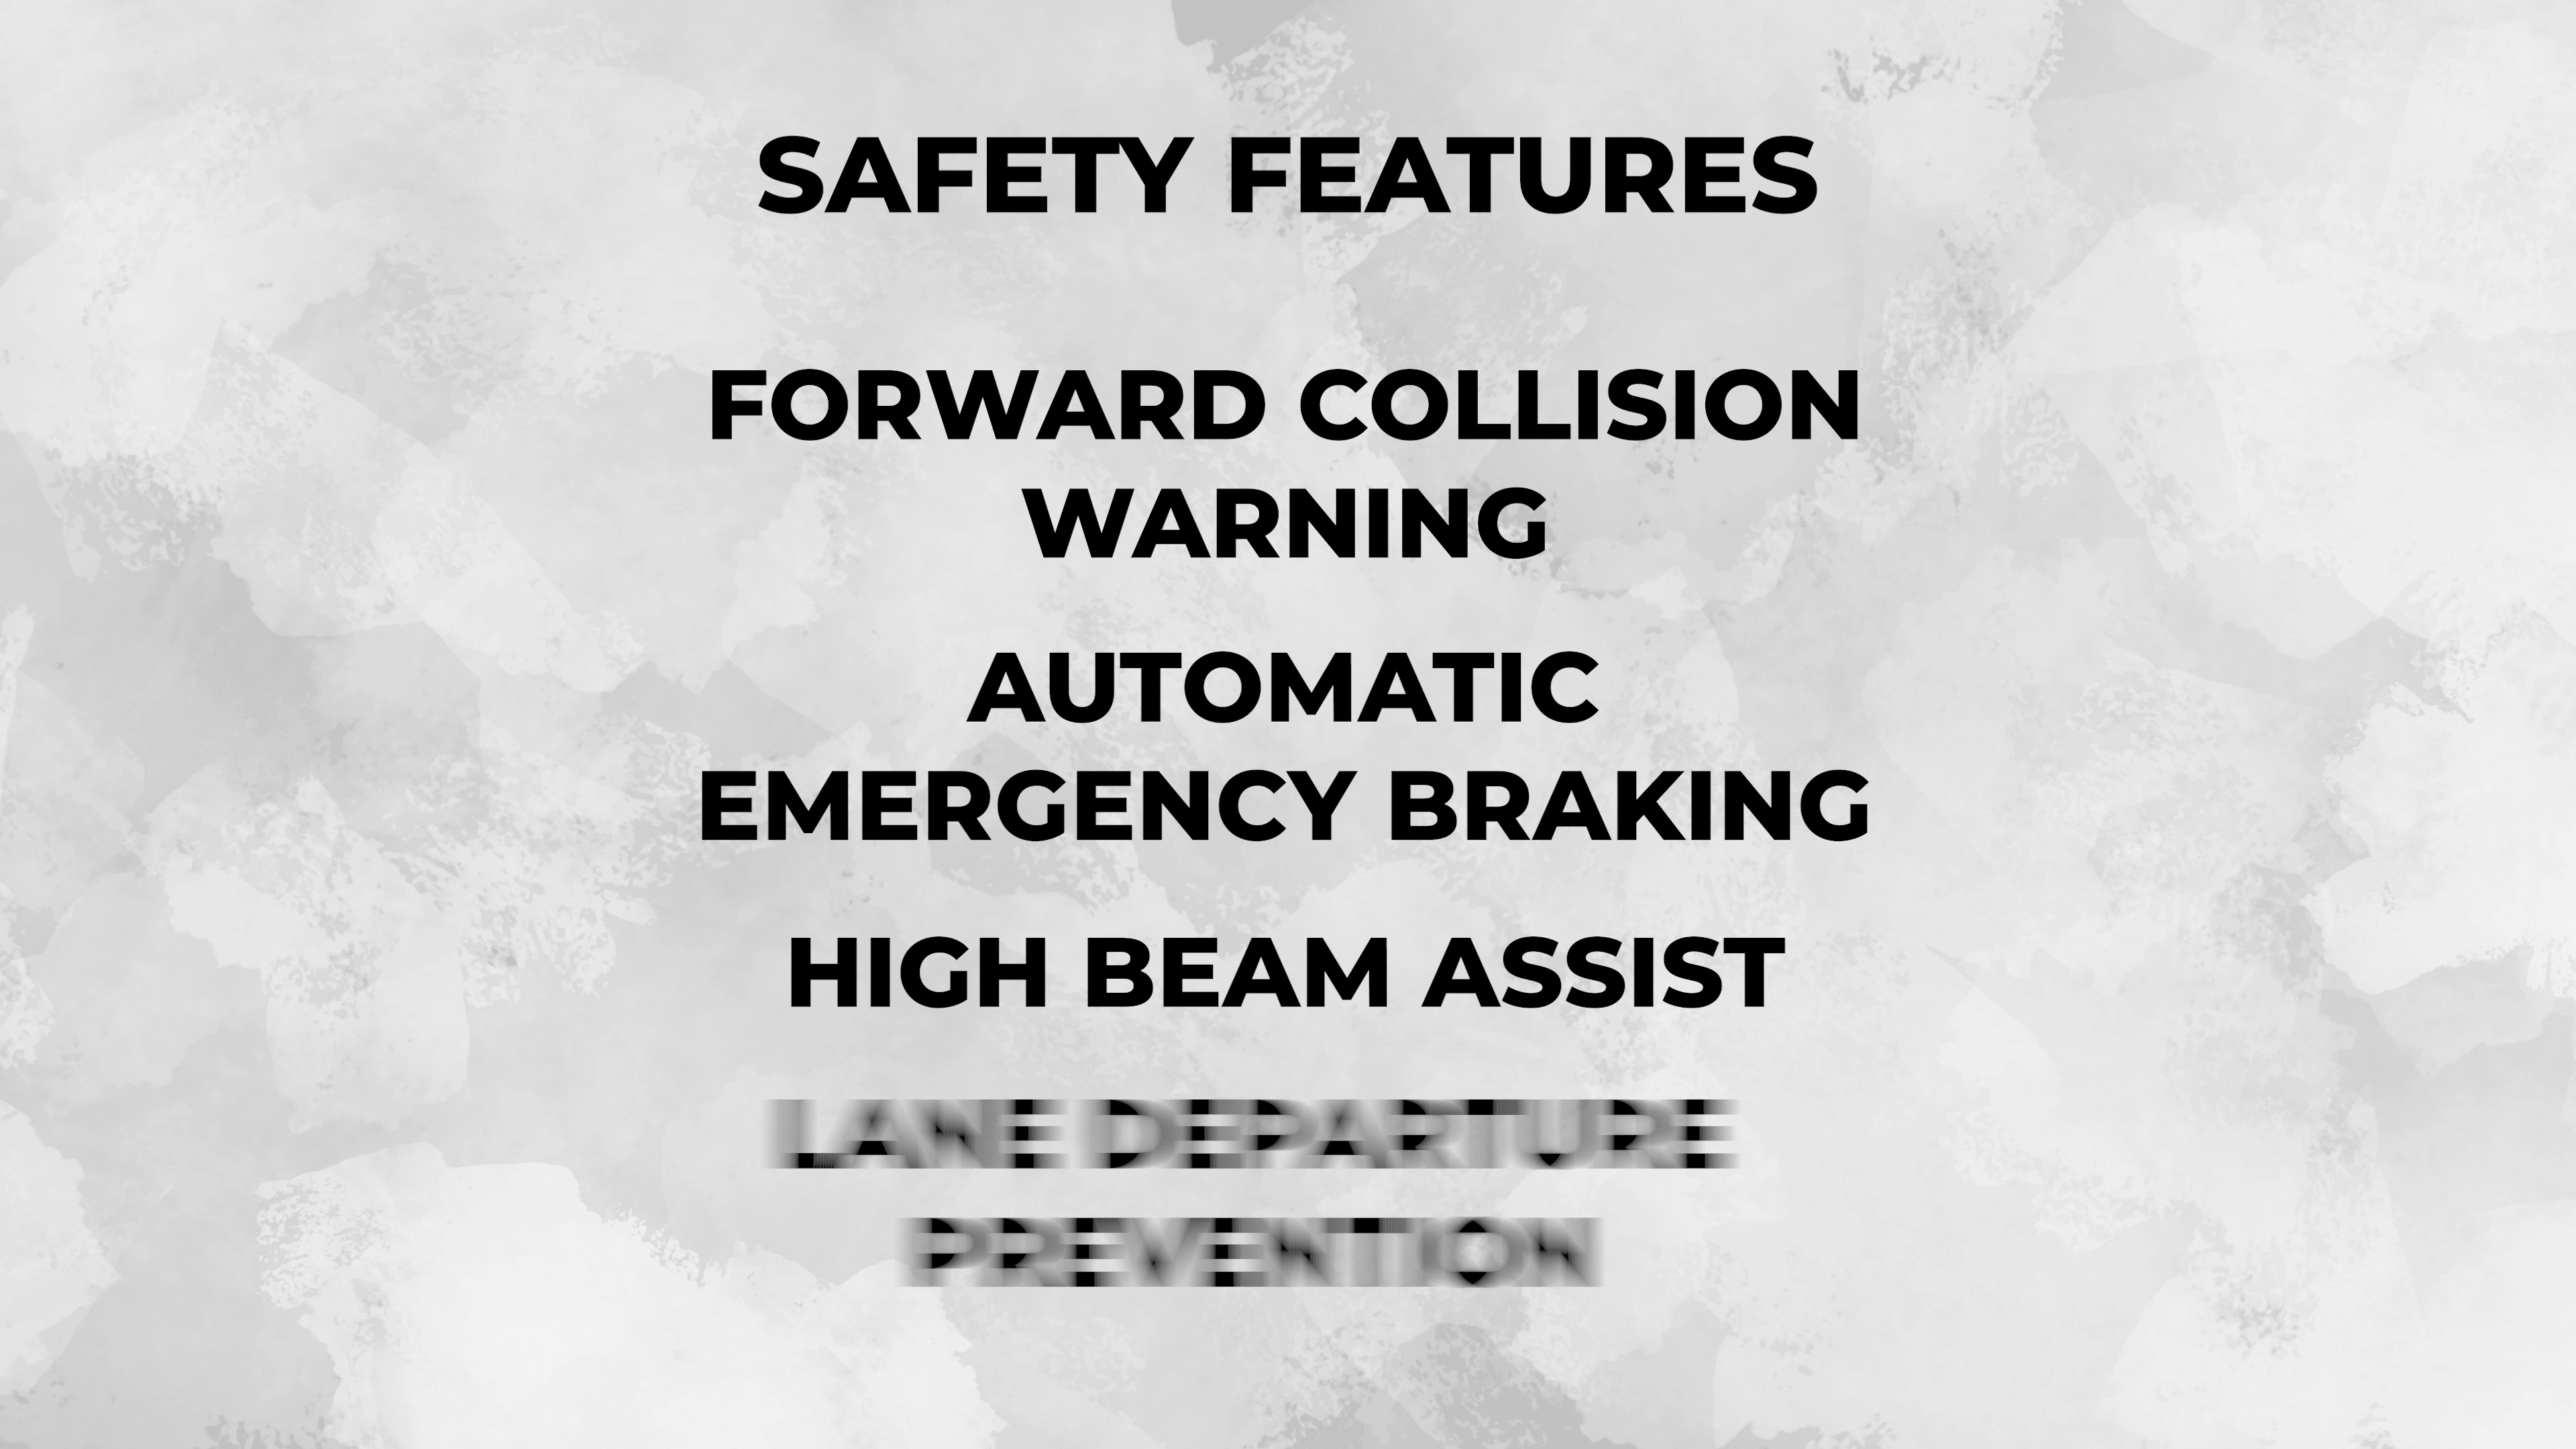 SAFETY FEATURES
FORWARD COLLISION
WARNING
AUTOMATIC
EMERGENCY BRAKING
HIGH BEAM ASSIST
LANE DEPARTURE
PREVENTION